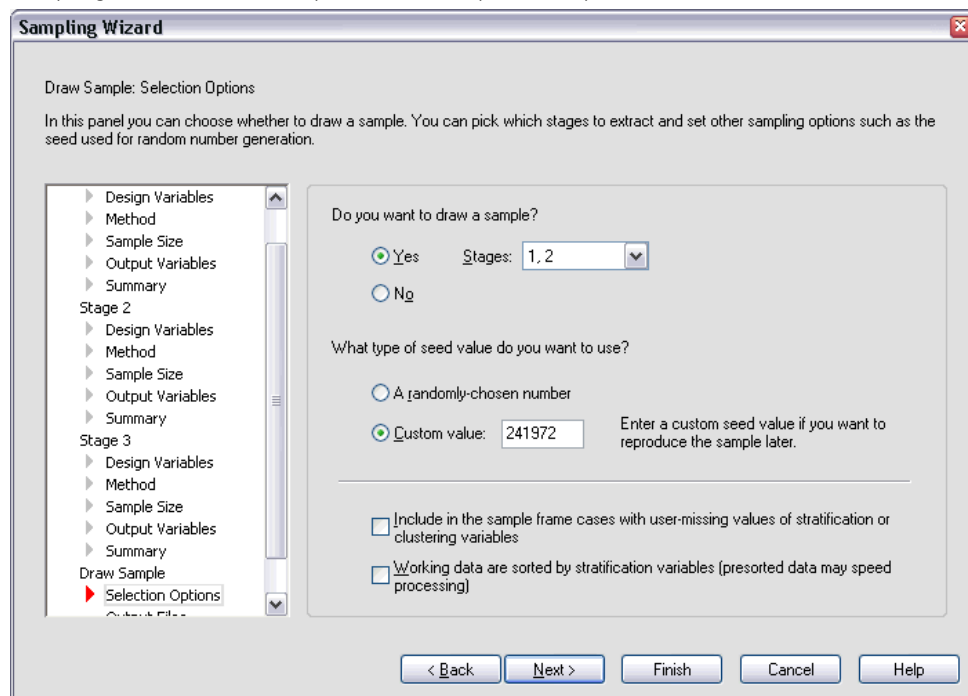 Sampling Wizard
Draw Sample: Selection Options
In this panel you can choose whether to draw a sample. You can pick which stages to extract and set other sampling options such as the
seed used for random number generation.
Design Variables
Method
Sample Size
Output Variables
Summary
Stage 2
Design Variables
Method
Sample Size
Output Variables
Summary
Stage 3
Design Variables
Method
Sample Size
Output Variables
Summary
Draw Sample
Selection Options
Output Files
Do you want to draw a sample?
Yes Stages: 1, 2
No
What type of seed value do you want to use?
A randomly-chosen number
Custom value: 241972
Enter a custom seed value if you want to
reproduce the sample later.
Include in the sample frame cases with user-missing values of stratification or
clustering variables
Working data are sorted by stratification variables (presorted data may speed
processing)
< Back Next > Finish Cancel Help